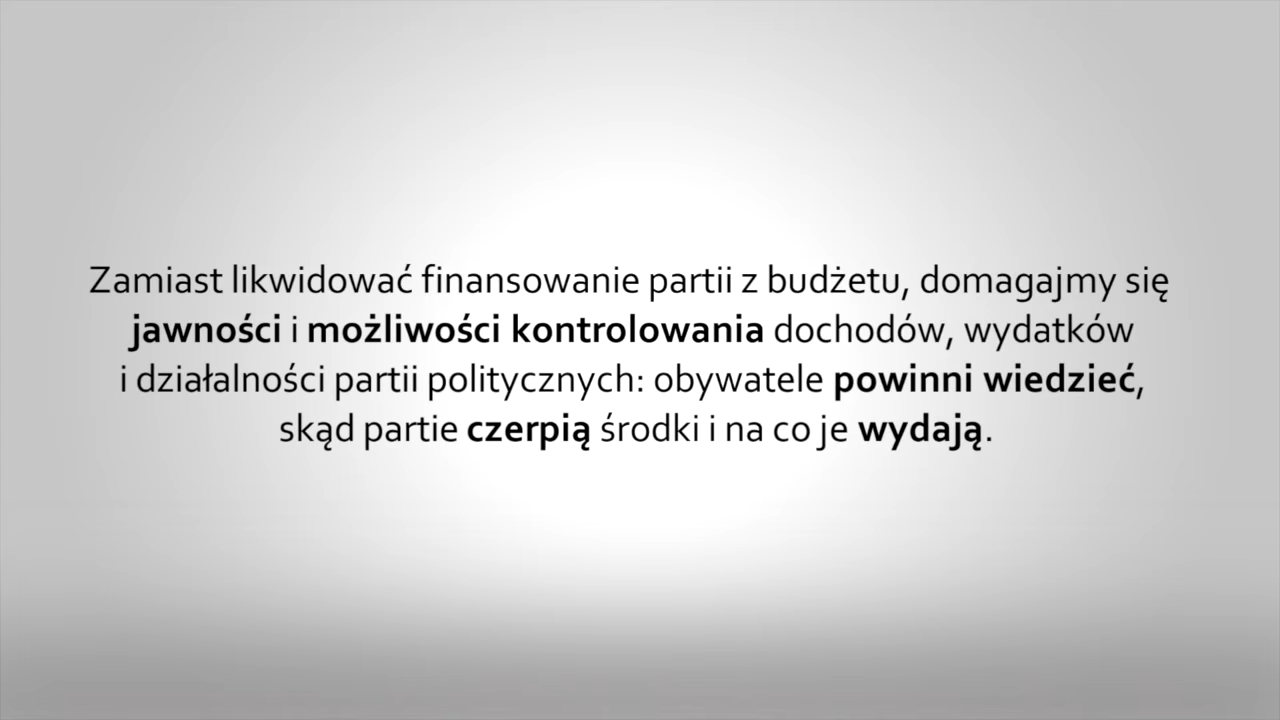 Zamiast likwidować finansowanie partii z budżetu, domagajmy się
jawności i możliwości kontrolowania dochodów, wydatków
i działalności partii politycznych: obywatele powinni wiedzieć,
skąd partie czerpią środki i na co je wydają.